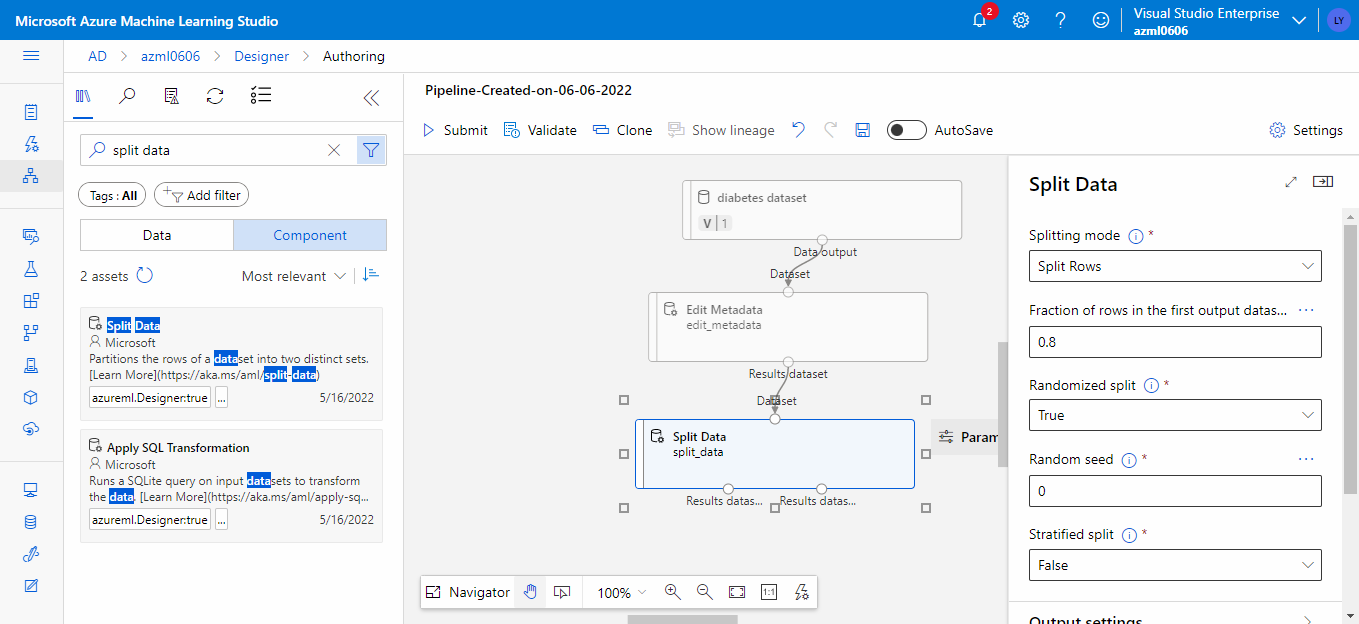 Microsoft Azure Machine Learning Studio
2
Visual Studio Enterprise
azml0606
LY
AD > azml0606 > Designer > Authoring
split data
Tags : All
Add filter
Data
Component
2 assets
Most relevant
Split Data
Microsoft
Partitions the rows of a dataset into two distinct sets.
[Learn More](https://aka.ms/aml/split-data)
azureml.Designer:true
...
5/16/2022
Apply SQL Transformation
Microsoft
Runs a SQLite query on input datasets to transform
the data. [Learn More](https://aka.ms/aml/apply-sq...
azureml.Designer:true
...
5/16/2022
Pipeline-Created-on-06-06-2022
Submit
Validate
Clone
Show lineage
AutoSave
Settings
diabetes dataset
V 1
Data output
Dataset
Edit Metadata
edit_metadata
Results dataset
Dataset
Split Data
split_data
Param
Results datas...
Results datas...
Navigator
100%
1:1
Split Data
Splitting mode *
Split Rows
Fraction of rows in the first output datas... ...
0.8
Randomized split *
True
Random seed * ...
0
Stratified split *
False
Output settings